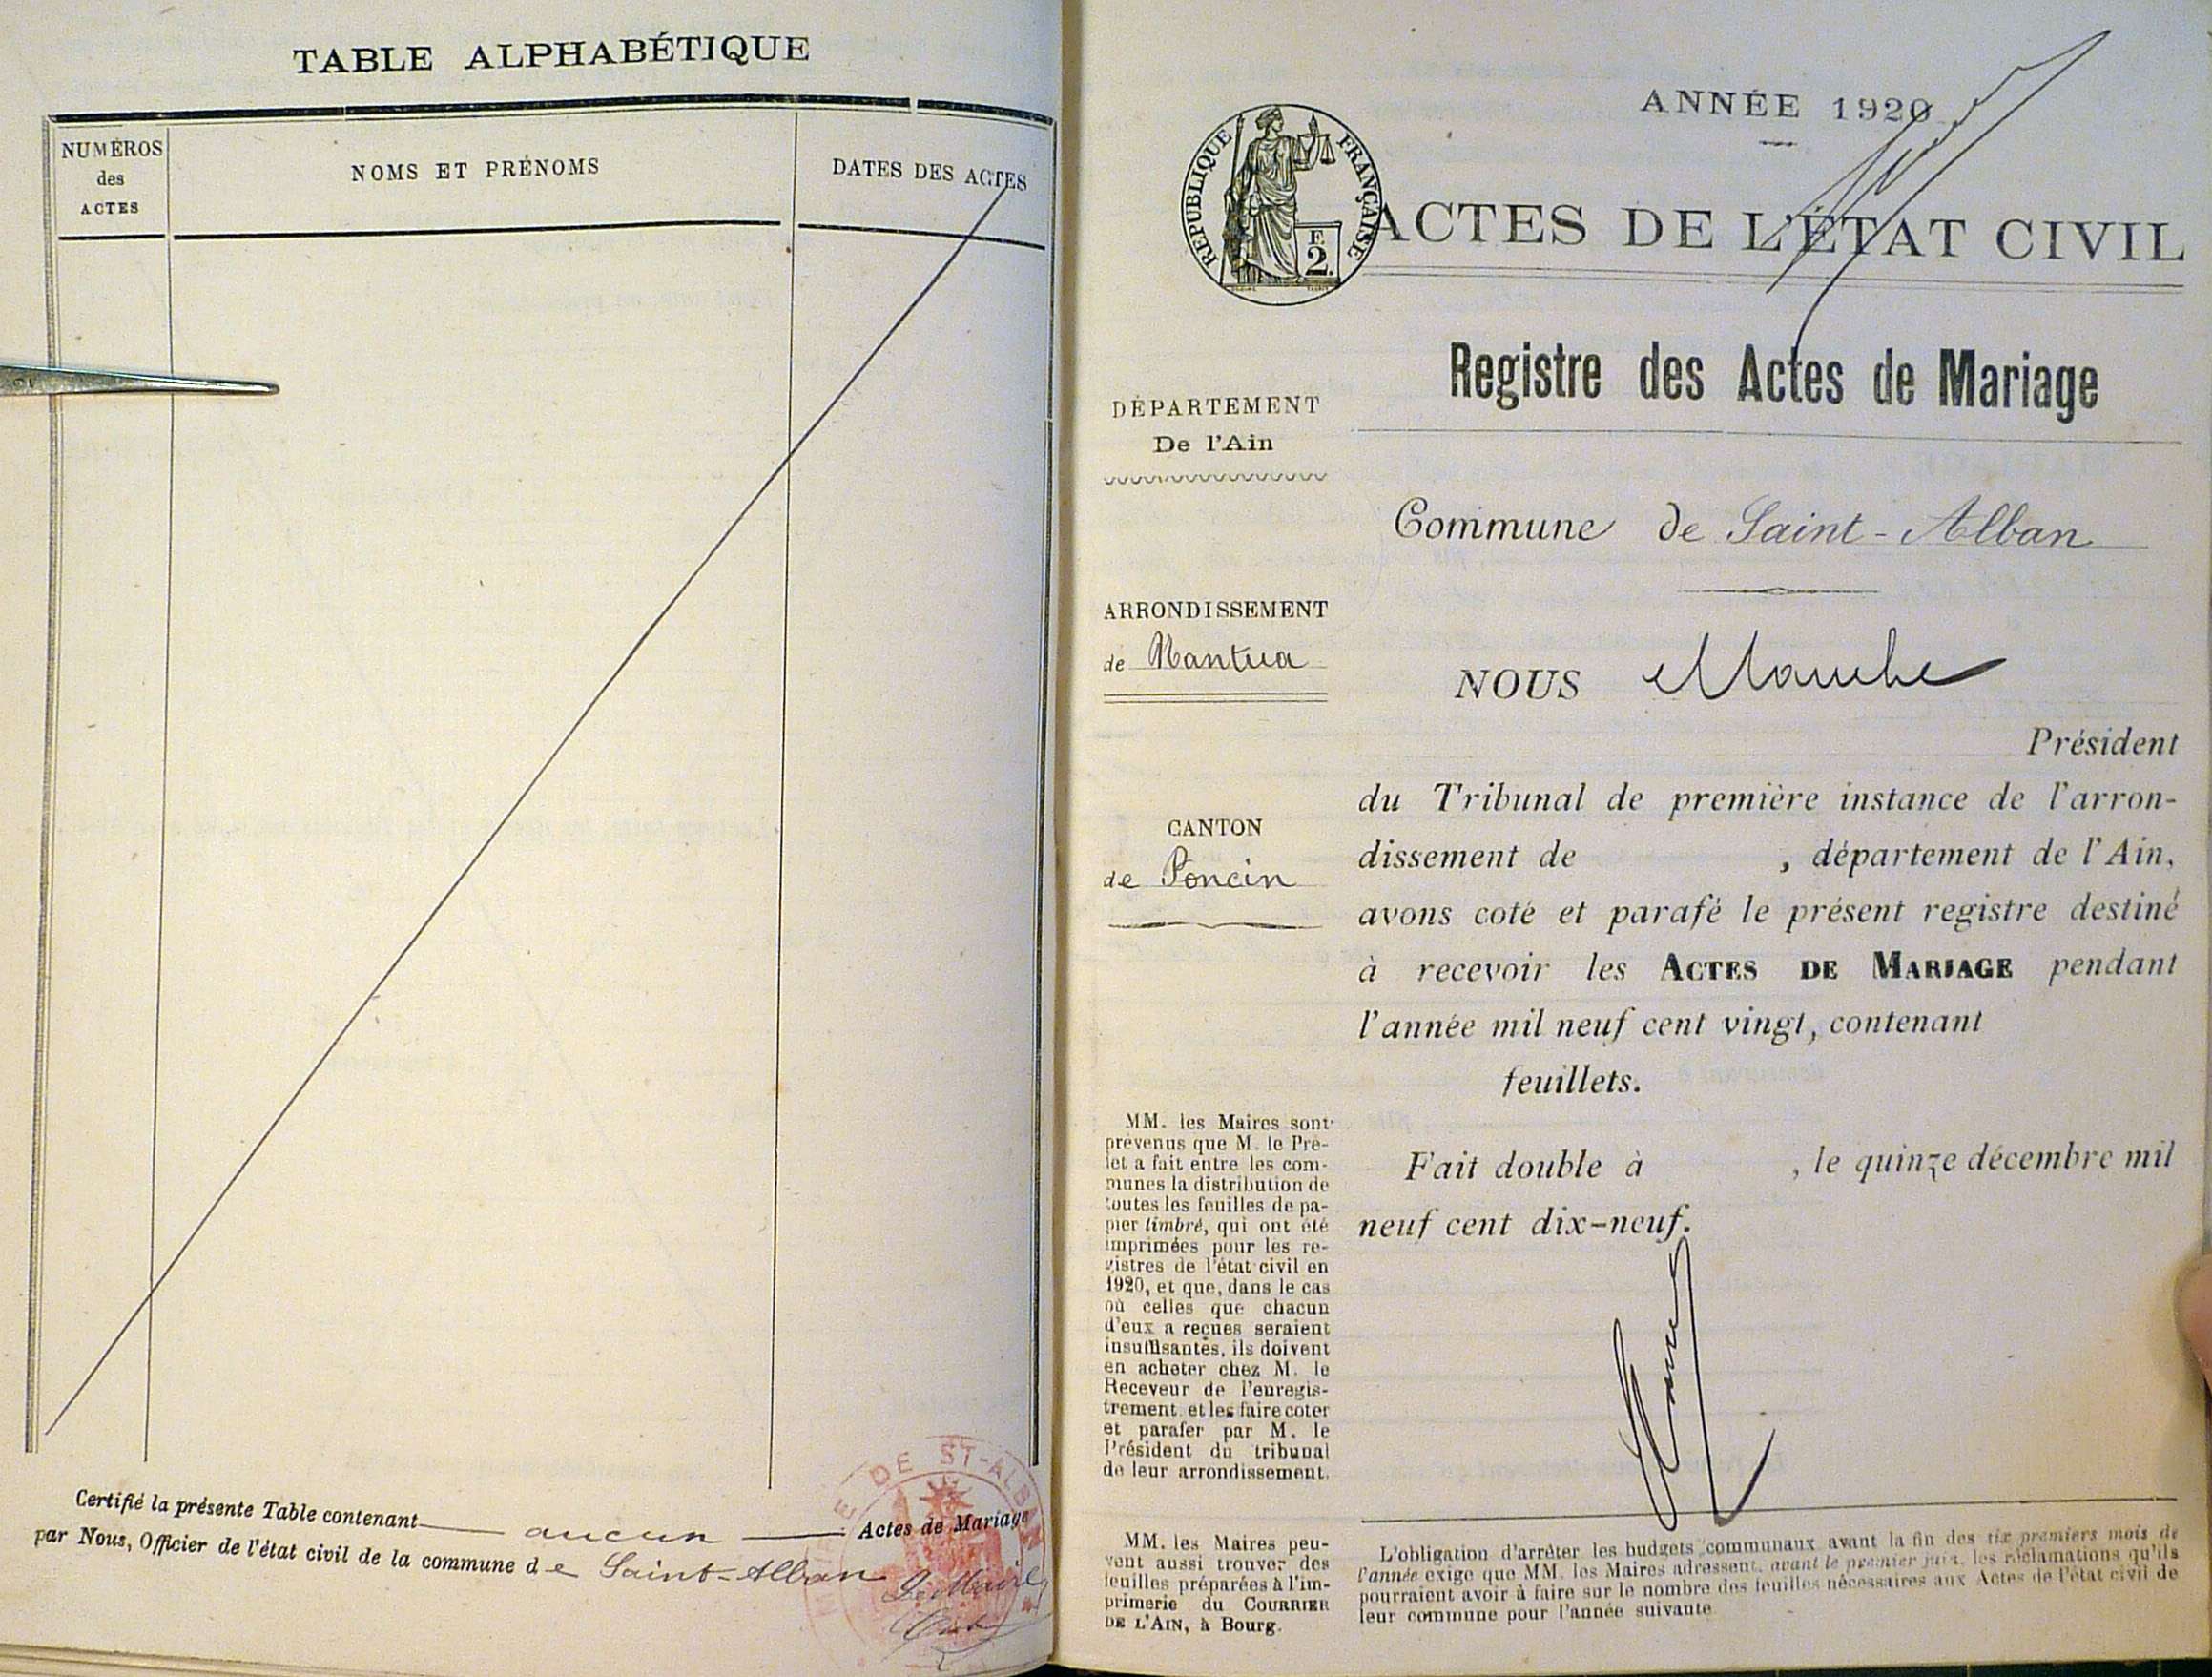 TABLE ALPHABÉTIQUE
NUMÉROS
des
ACTES
NOMS ET PRÉNOMS
DATES DES ACTES
Certifié la présente Table contenant aucun Actes de Mariage
par Nous, Officier de l'état civil de la commune de Saint-Alban
Le Maire
MAIRIE DE ST-ALBAN
ANNÉE 1920
RÉPUBLIQUE FRANÇAISE
F.
2.
ACTES DE L'ÉTAT CIVIL
Registre des Actes de Mariage
DÉPARTEMENT
De l'Ain
Commune de Saint-Alban
ARRONDISSEMENT
de Nantua
NOUS
Président
du Tribunal de première instance de l'arron-
dissement de , département de l'Ain,
avons coté et parafé le présent registre destiné
à recevoir les ACTES DE MARIAGE pendant
l'année mil neuf cent vingt, contenant
feuillets.
Fait double à , le quinze décembre mil
neuf cent dix-neuf.
CANTON
de Poncin
MM. les Maires sont
prévenus que M. le Pré-
fet a fait entre les com-
munes la distribution de
toutes les feuilles de pa-
pier timbré, qui ont été
imprimées pour les re-
gistres de l'état civil en
1920, et que, dans le cas
où celles que chacun
d'eux a reçues seraient
insuffisantes, ils doivent
en acheter chez M. le
Receveur de l'enregis-
trement et les faire coter
et parafer par M. le
Président du tribunal
de leur arrondissement.
MM. les Maires peu-
vent aussi trouver des
feuilles préparées à l'im-
primerie du COURRIER
DE L'AIN, à Bourg.
L'obligation d'arrêter les budgets communaux avant la fin des six premiers mois de
l'année exige que MM. les Maires adressent, avant le premier juin, les réclamations qu'ils
pourraient avoir à faire sur le nombre des feuilles nécessaires aux Actes de l'état civil de
leur commune pour l'année suivante